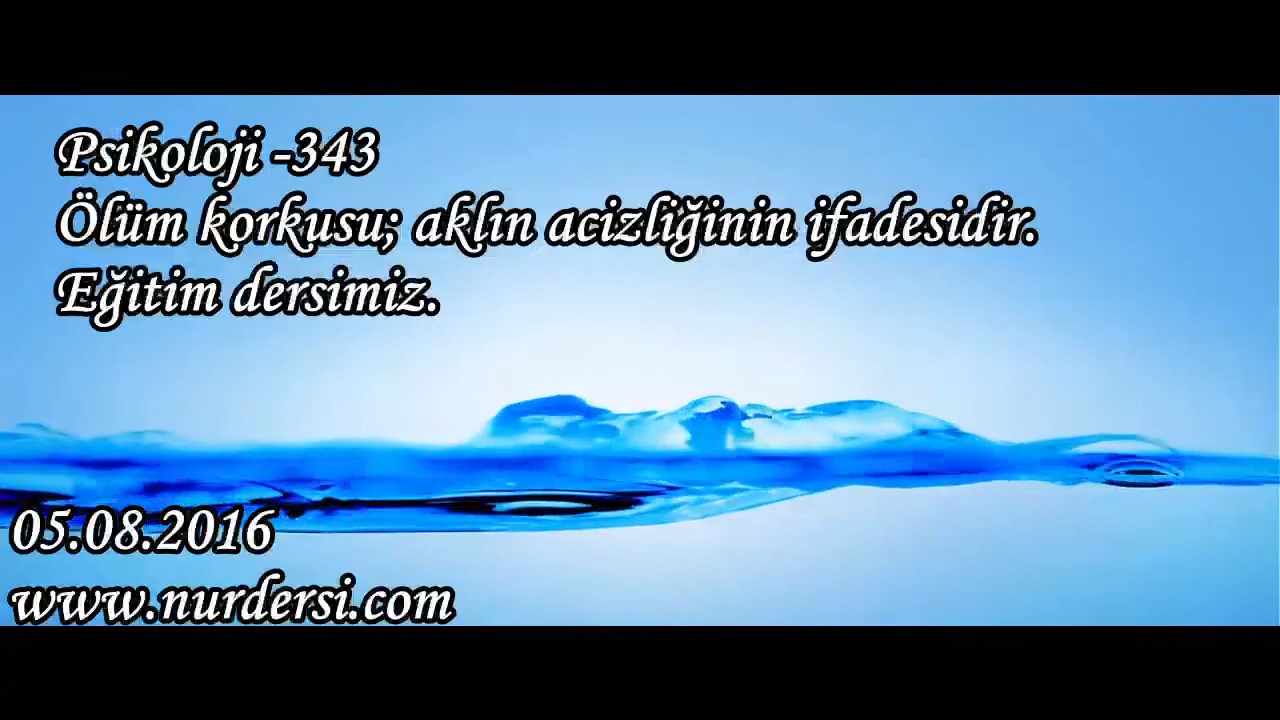 Psikoloji -343
Ölüm korkusu; aklın acizliğinin ifadesidir.
Eğitim dersimiz.
05.08.2016
www.nurdersi.com